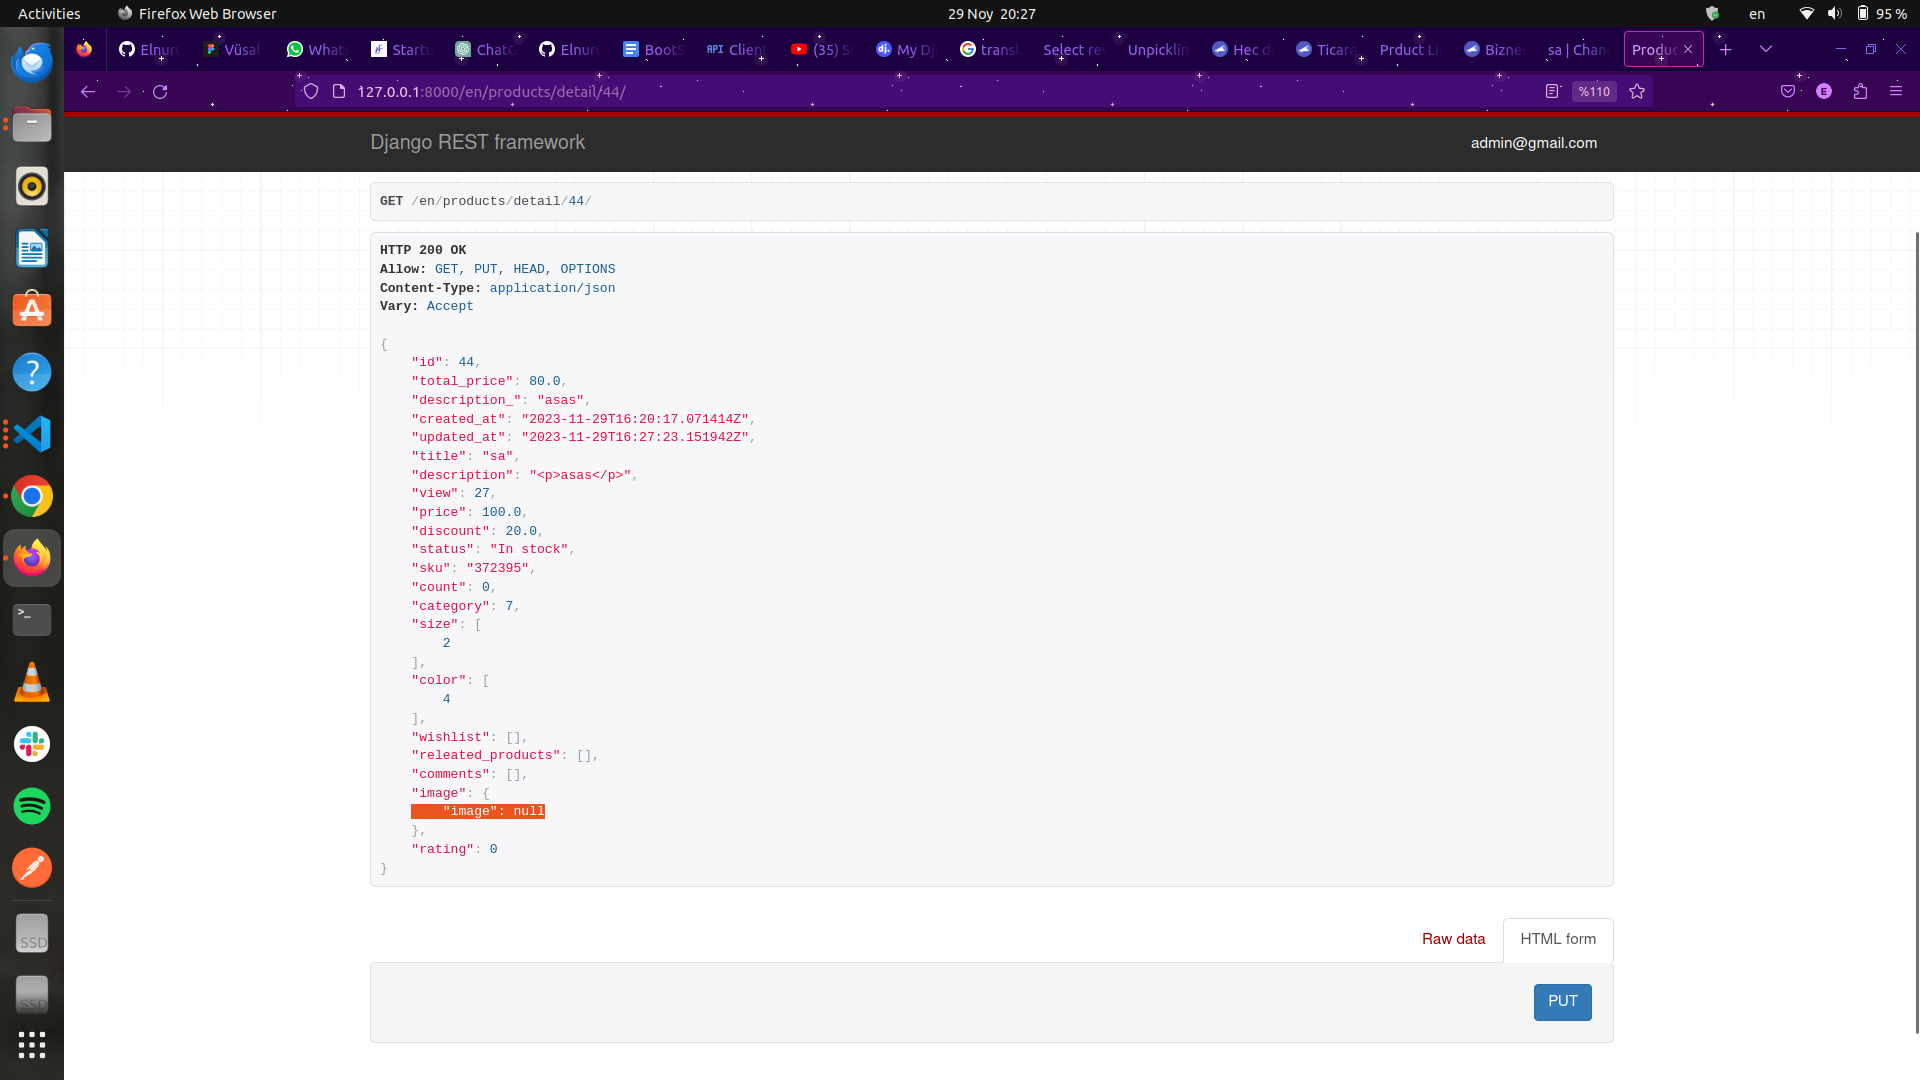 Activities
Firefox Web Browser
29 Noy 20:27
en
95 %
Elnur
Vüsal
Whats
Startu
ChatG
Elnur
BootS
API Client
(35) S
dj. My Dj
transl
Select re
Unpicklin
Hec d
Ticara
Prduct Lis
Biznes
sa | Chan
Produc
127.0.0.1:8000/en/products/detail/44/
%110
E
Django REST framework
admin@gmail.com
GET /en/products/detail/44/
HTTP 200 OK
Allow: GET, PUT, HEAD, OPTIONS
Content-Type: application/json
Vary: Accept
{
"id": 44,
"total_price": 80.0,
"description_": "asas",
"created_at": "2023-11-29T16:20:17.071414Z",
"updated_at": "2023-11-29T16:27:23.151942Z",
"title": "sa",
"description": "<p>asas</p>",
"view": 27,
"price": 100.0,
"discount": 20.0,
"status": "In stock",
"sku": "372395",
"count": 0,
"category": 7,
"size": [
2
],
"color": [
4
],
"wishlist": [],
"releated_products": [],
"comments": [],
"image": {
"image": null
},
"rating": 0
}
Raw data
HTML form
PUT
SSD
SSD